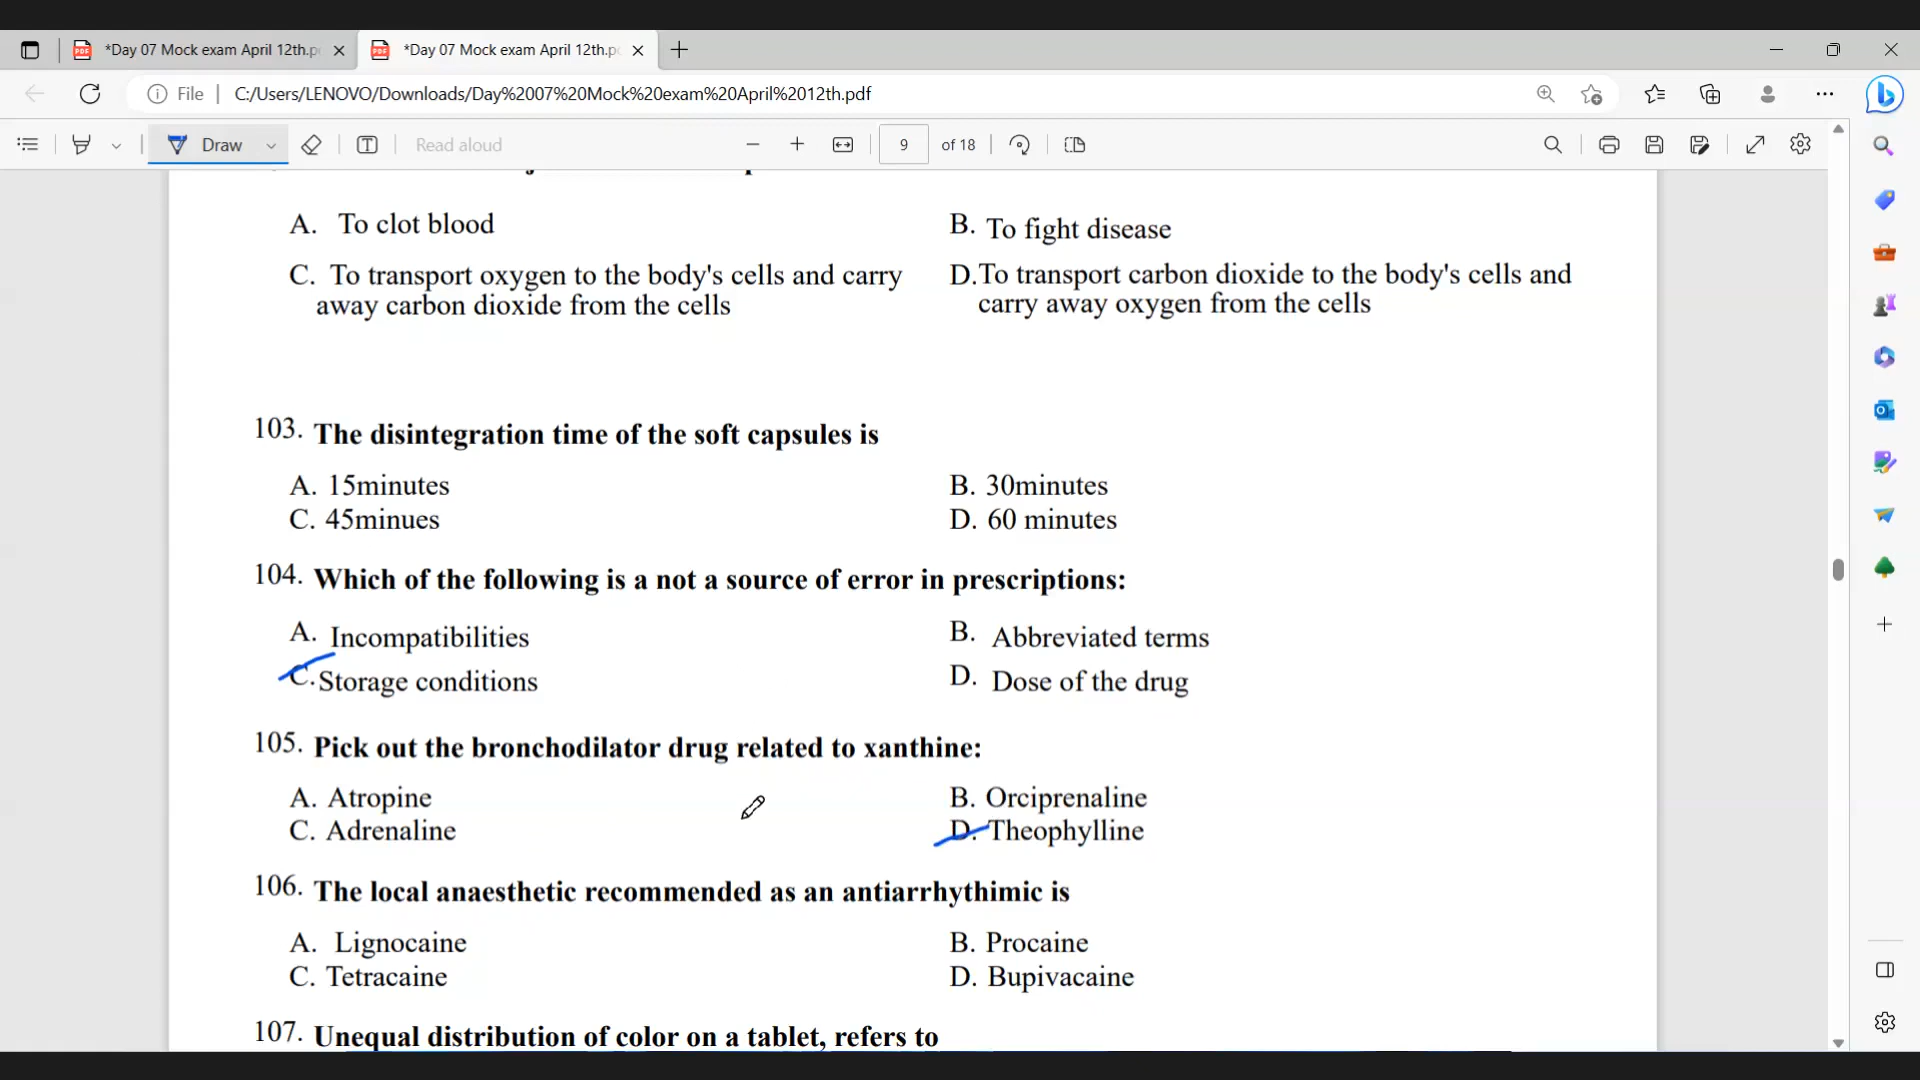 *Day 07 Mock exam April 12th.p
*Day 07 Mock exam April 12th.p
File
C:/Users/LENOVO/Downloads/Day%2007%20Mock%20exam%20April%2012th.pdf
Draw
Read aloud
9 of 18
A. To clot blood
B. To fight disease
C. To transport oxygen to the body's cells and carry
away carbon dioxide from the cells
D.To transport carbon dioxide to the body's cells and
carry away oxygen from the cells
103. The disintegration time of the soft capsules is
A. 15minutes
B. 30minutes
C. 45minues
D. 60 minutes
104. Which of the following is a not a source of error in prescriptions:
A. Incompatibilities
B. Abbreviated terms
C. Storage conditions
D. Dose of the drug
105. Pick out the bronchodilator drug related to xanthine:
A. Atropine
B. Orciprenaline
C. Adrenaline
D. Theophylline
106. The local anaesthetic recommended as an antiarrhythimic is
A. Lignocaine
B. Procaine
C. Tetracaine
D. Bupivacaine
107. Unequal distribution of color on a tablet, refers to